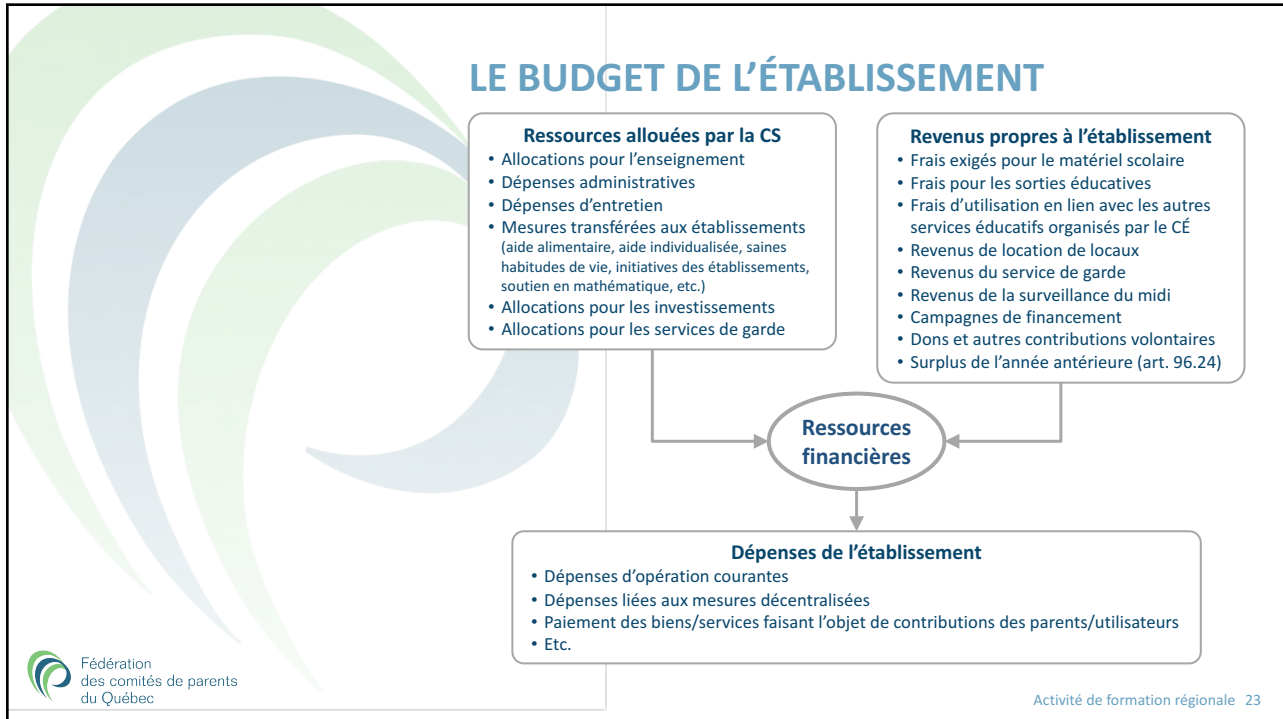 LE BUDGET DE L’ÉTABLISSEMENT
Ressources allouées par la CS
• Allocations pour l’enseignement
• Dépenses administratives
• Dépenses d’entretien
• Mesures transférées aux établissements
(aide alimentaire, aide individualisée, saines
habitudes de vie, initiatives des établissements,
soutien en mathématique, etc.)
• Allocations pour les investissements
• Allocations pour les services de garde
Revenus propres à l’établissement
• Frais exigés pour le matériel scolaire
• Frais pour les sorties éducatives
• Frais d’utilisation en lien avec les autres
services éducatifs organisés par le CÉ
• Revenus de location de locaux
• Revenus du service de garde
• Revenus de la surveillance du midi
• Campagnes de financement
• Dons et autres contributions volontaires
• Surplus de l’année antérieure (art. 96.24)
Ressources
financières
Dépenses de l’établissement
• Dépenses d’opération courantes
• Dépenses liées aux mesures décentralisées
• Paiement des biens/services faisant l’objet de contributions des parents/utilisateurs
• Etc.
Fédération
des comités de parents
du Québec
Activité de formation régionale 23